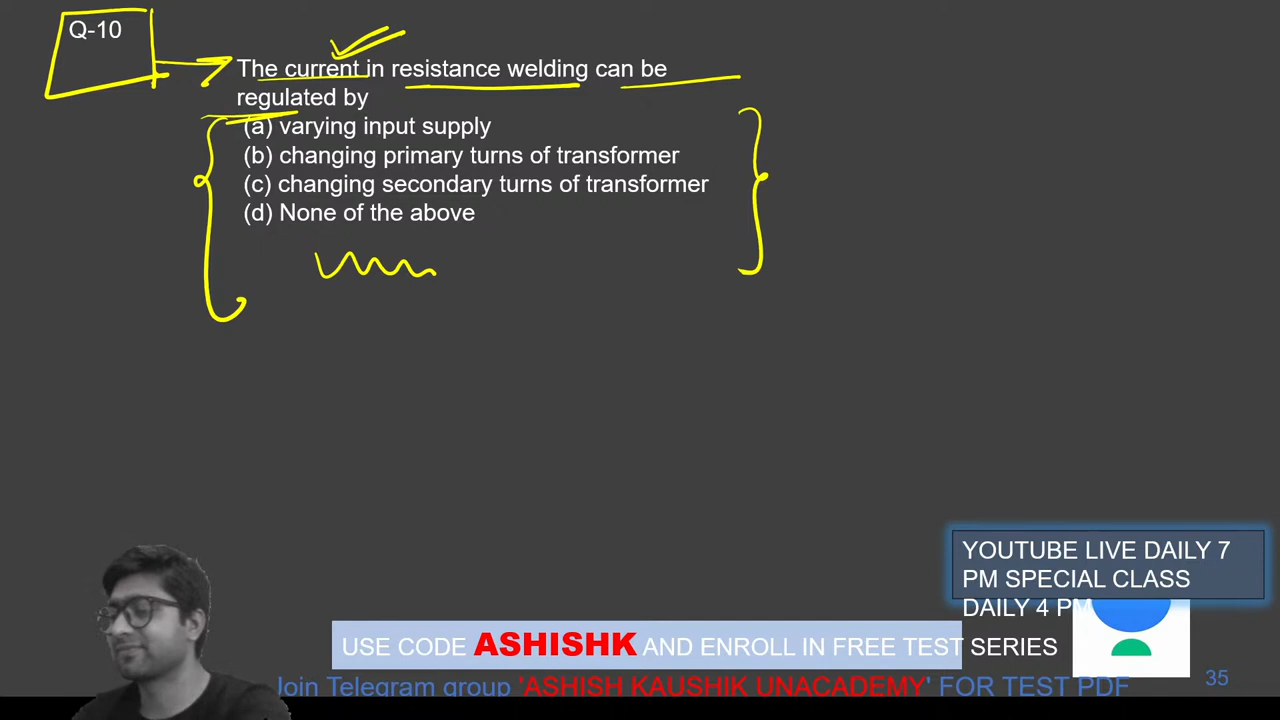 Q-10
The current in resistance welding can be
regulated by
(a) varying input supply
(b) changing primary turns of transformer
(c) changing secondary turns of transformer
(d) None of the above
YOUTUBE LIVE DAILY 7
PM SPECIAL CLASS
DAILY 4 PM
USE CODE ASHISHK AND ENROLL IN FREE TEST SERIES
Join Telegram group 'ASHISH KAUSHIK UNACADEMY' FOR TEST PDF
35